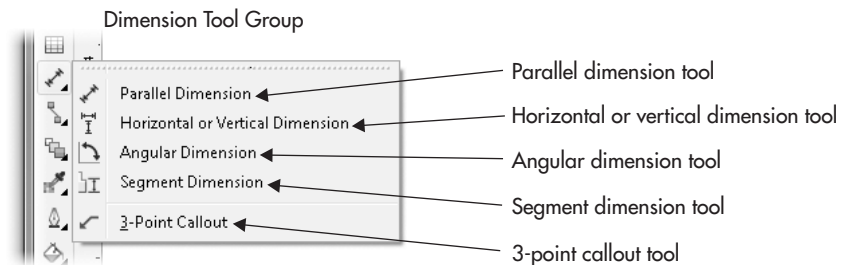 Dimension Tool Group
Parallel Dimension
Horizontal or Vertical Dimension
Angular Dimension
Segment Dimension
3-Point Callout
Parallel dimension tool
Horizontal or vertical dimension tool
Angular dimension tool
Segment dimension tool
3-point callout tool